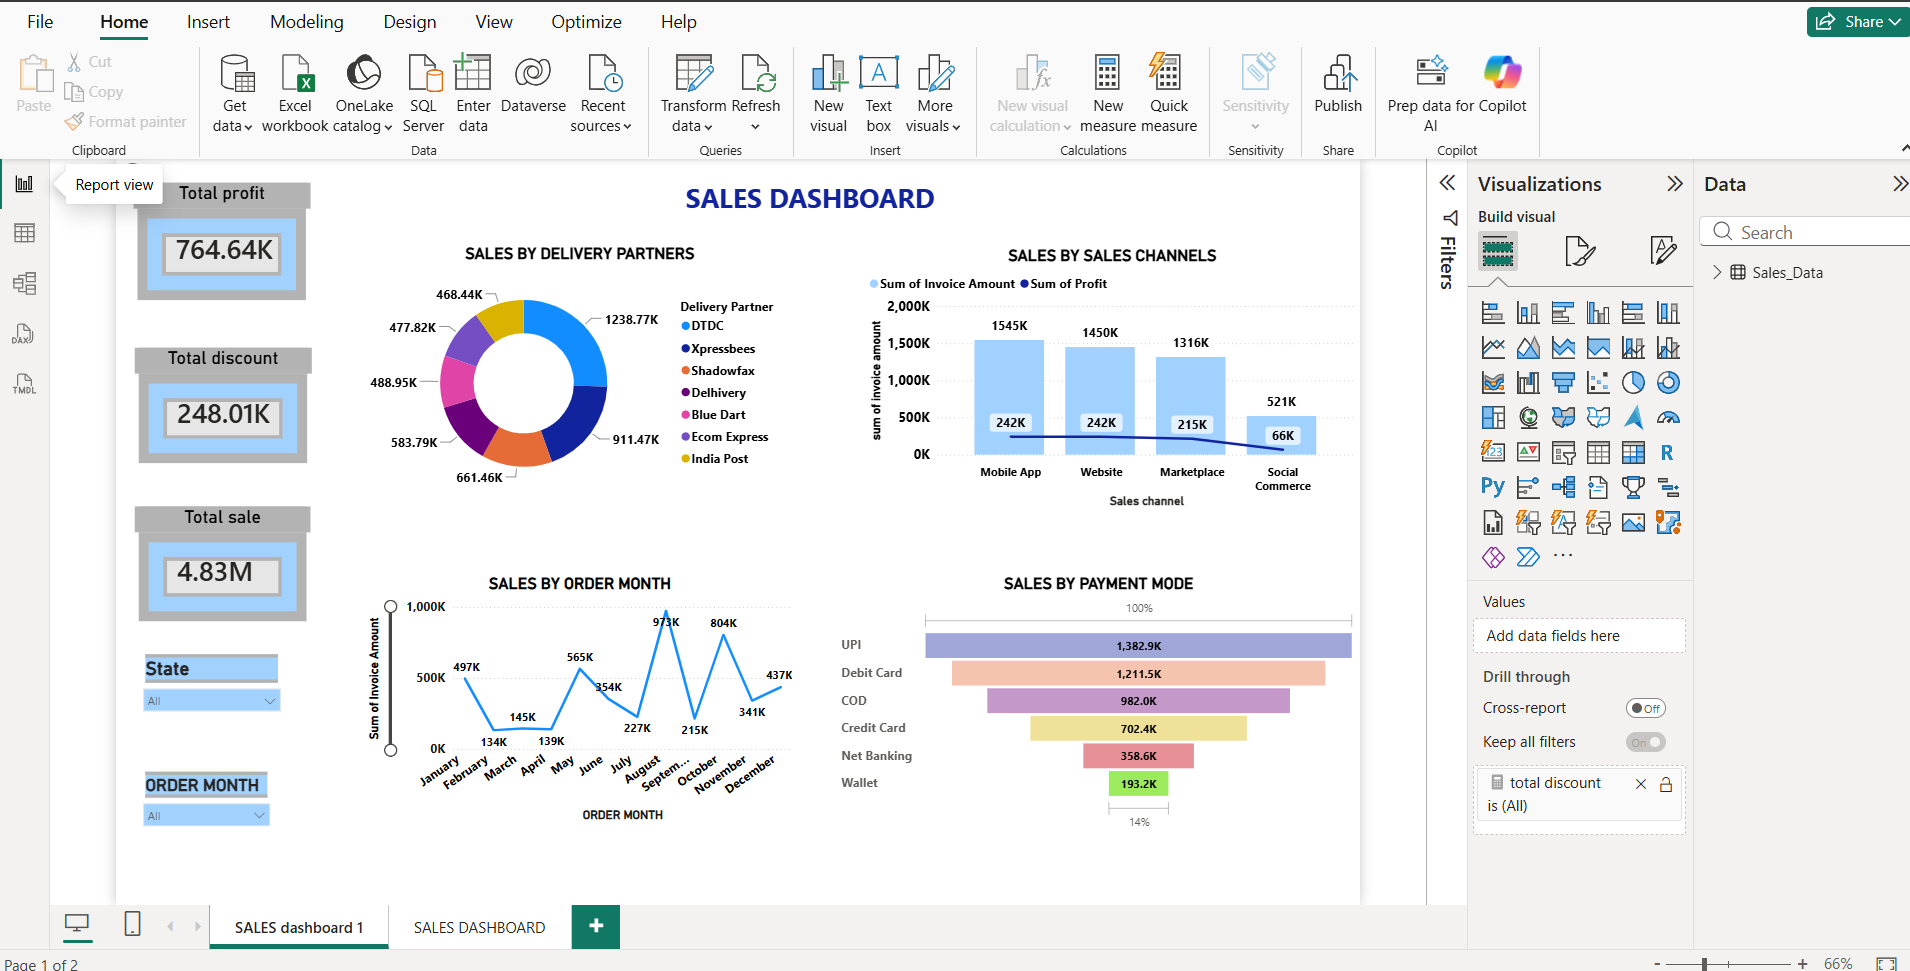 File Home Insert Modeling Design View Optimize Help Share
Paste
Cut
Copy
Format painter
Clipboard
Get data
Excel workbook
OneLake catalog
SQL Server
Enter data
Dataverse
Recent sources
Data
Transform data
Refresh
Queries
New visual
Text box
More visuals
Insert
New visual calculation
New measure
Quick measure
Calculations
Sensitivity
Sensitivity
Publish
Share
Prep data for AI
Copilot
Copilot
Report view
Total profit
764.64K
Total discount
248.01K
Total sale
4.83M
State
All
ORDER MONTH
All
SALES DASHBOARD
SALES BY DELIVERY PARTNERS
468.44K
477.82K
488.95K
583.79K
661.46K
911.47K
1238.77K
Delivery Partner
DTDC
Xpressbees
Shadowfax
Delhivery
Blue Dart
Ecom Express
India Post
SALES BY SALES CHANNELS
Sum of Invoice Amount Sum of Profit
sum of invoice amount
2,000K
1,500K
1,000K
500K
0K
1545K
1450K
1316K
521K
242K
242K
215K
66K
Mobile App
Website
Marketplace
Social Commerce
Sales channel
SALES BY ORDER MONTH
Sum of Invoice Amount
1,000K
500K
0K
497K
134K
145K
139K
565K
354K
227K
973K
215K
804K
341K
437K
January
February
March
April
May
June
July
August
Septem...
October
November
December
ORDER MONTH
SALES BY PAYMENT MODE
100%
UPI 1,382.9K
Debit Card 1,211.5K
COD 982.0K
Credit Card 702.4K
Net Banking 358.6K
Wallet 193.2K
14%
Filters
Visualizations
Build visual
123
R
Py
...
Values
Add data fields here
Drill through
Cross-report
Off
Keep all filters
On
total discount
is (All)
Data
Search
Sales_Data
DAX
TMDL
SALES dashboard 1
SALES DASHBOARD
+
Page 1 of 2
- + 66%